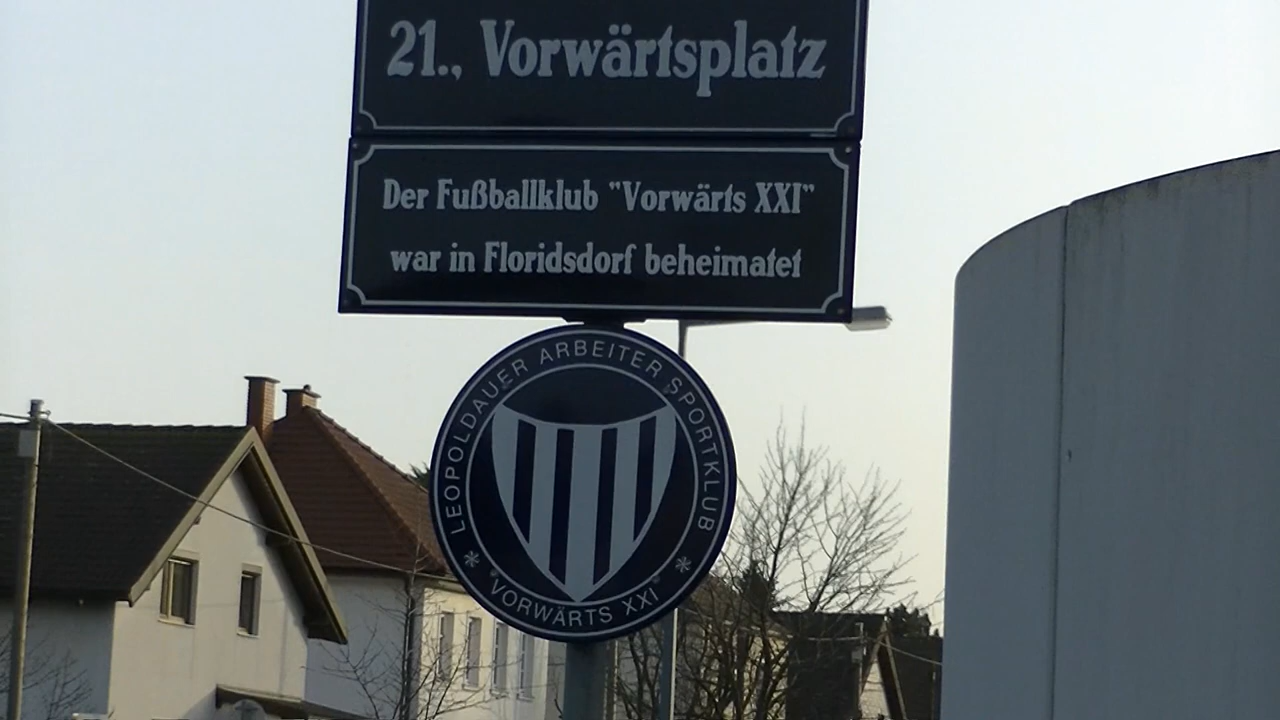 21., Vorwärtsplatz
Der Fußballklub "Vorwärts XXI"
war in Floridsdorf beheimatet
LEOPOLDAUER ARBEITER SPORTKLUB
* "VORWÄRTS XXI" *